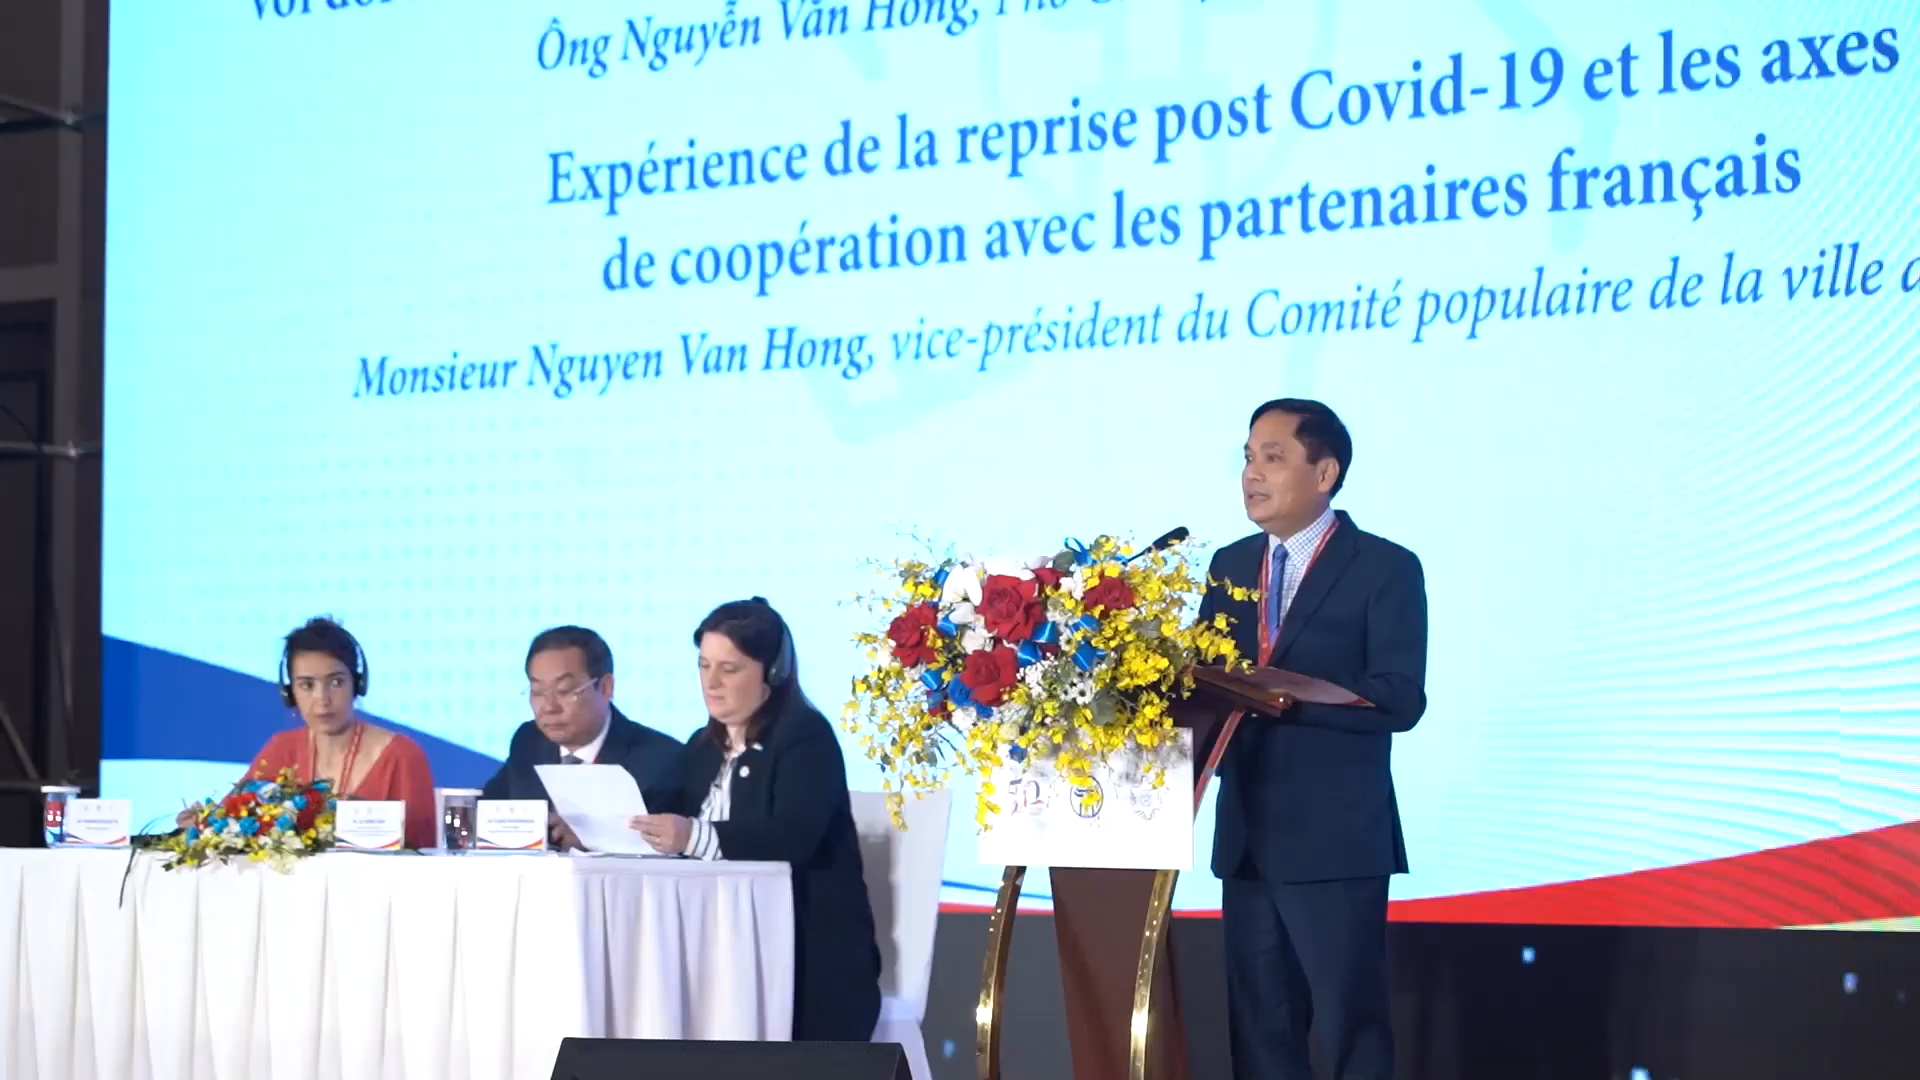 Ông Nguyễn Văn Hồng,
Expérience de la reprise post Covid-19 et les axes
de coopération avec les partenaires français
Monsieur Nguyen Van Hong, vice-président du Comité populaire de la ville